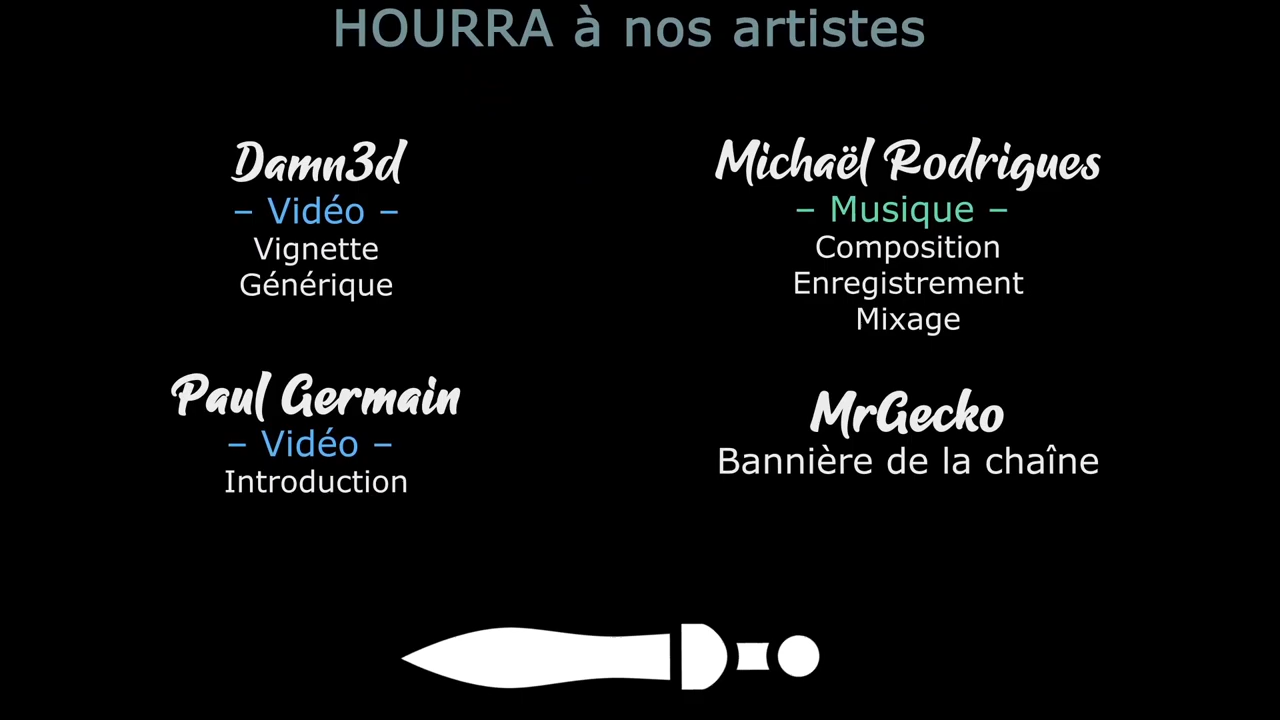 HOURRA à nos artistes
Damn3d
– Vidéo –
Vignette
Générique
Michaël Rodrigues
– Musique –
Composition
Enregistrement
Mixage
Paul Germain
– Vidéo –
Introduction
MrGecko
Bannière de la chaîne